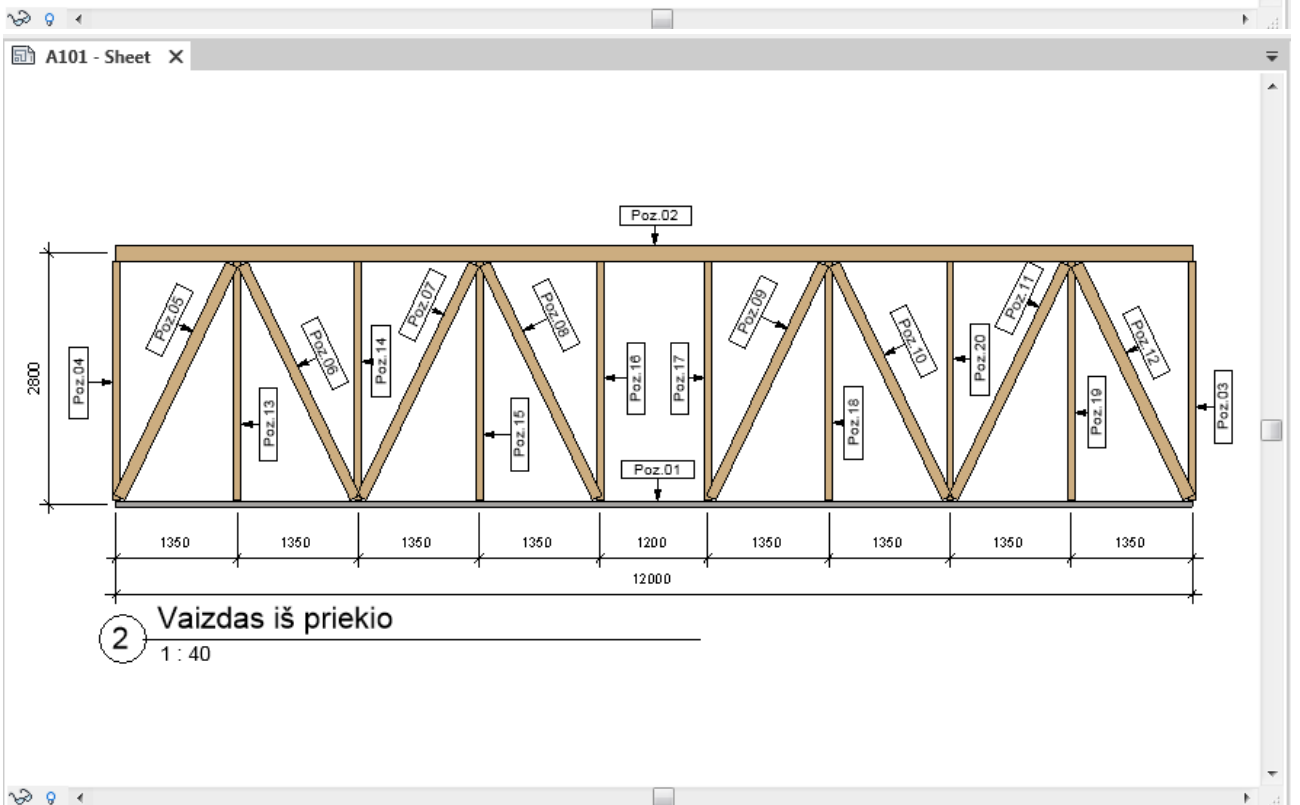 A101 - Sheet
Poz.02
Poz.05
Poz.07
Poz.08
Poz.09
Poz.11
Poz.04
Poz.06
Poz.14
Poz.16
Poz.17
Poz.10
Poz.20
Poz.12
Poz.03
2800
Poz.13
Poz.15
Poz.18
Poz.19
Poz.01
1350 1350 1350 1350 1200 1350 1350 1350 1350
12000
2 Vaizdas iš priekio
1 : 40